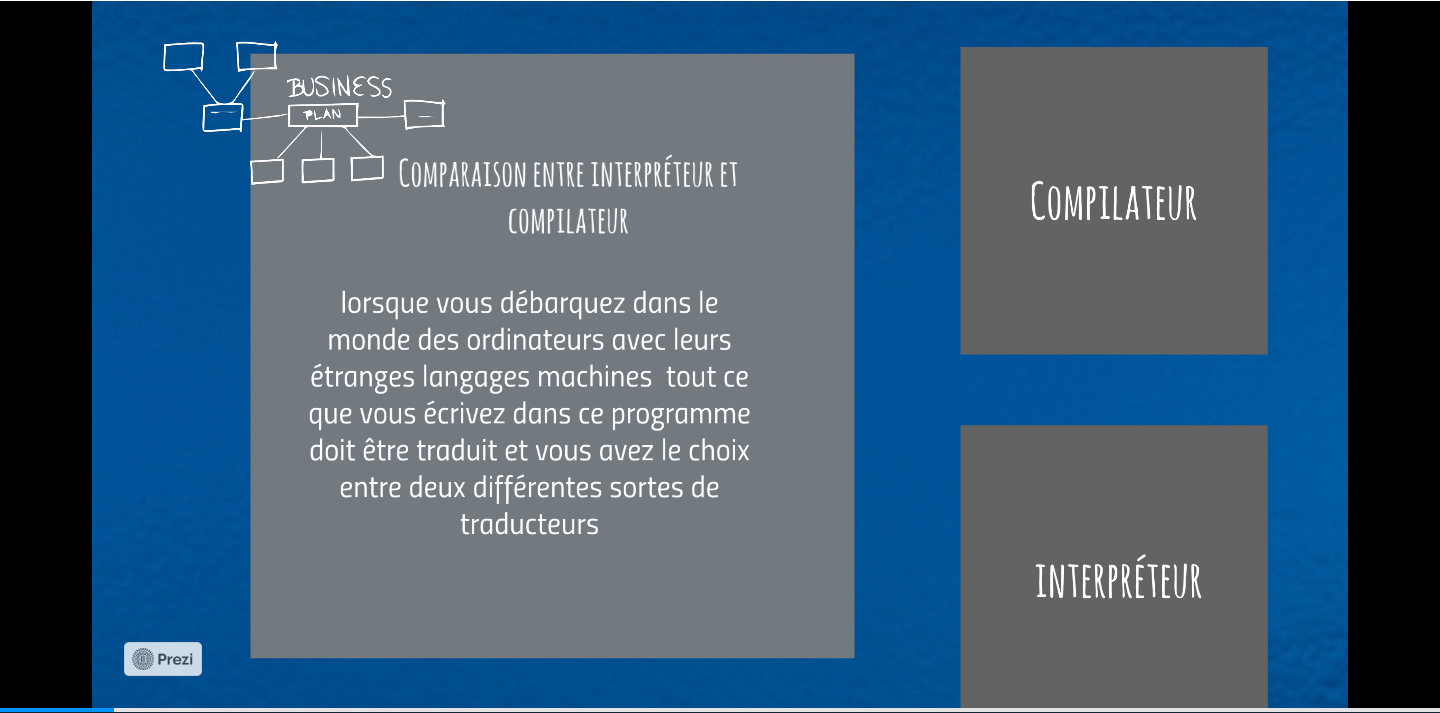 BUSINESS
PLAN
Comparaison entre interpréteur et
compilateur
lorsque vous débarquez dans le
monde des ordinateurs avec leurs
étranges langages machines  tout ce
que vous écrivez dans ce programme
doit être traduit et vous avez le choix
entre deux différentes sortes de
traducteurs
Compilateur
interpréteur
Prezi